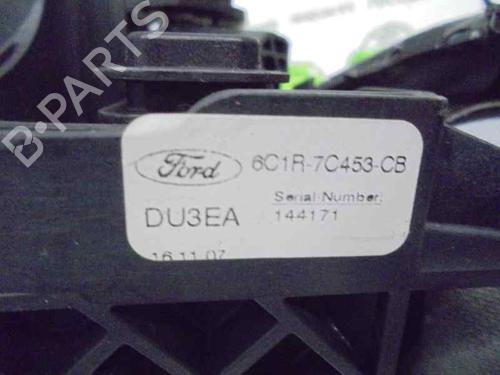 B-PARTS
Ford 6C1R-7C453-CB
Serial Number:
DU3EA 144171
16.11.07